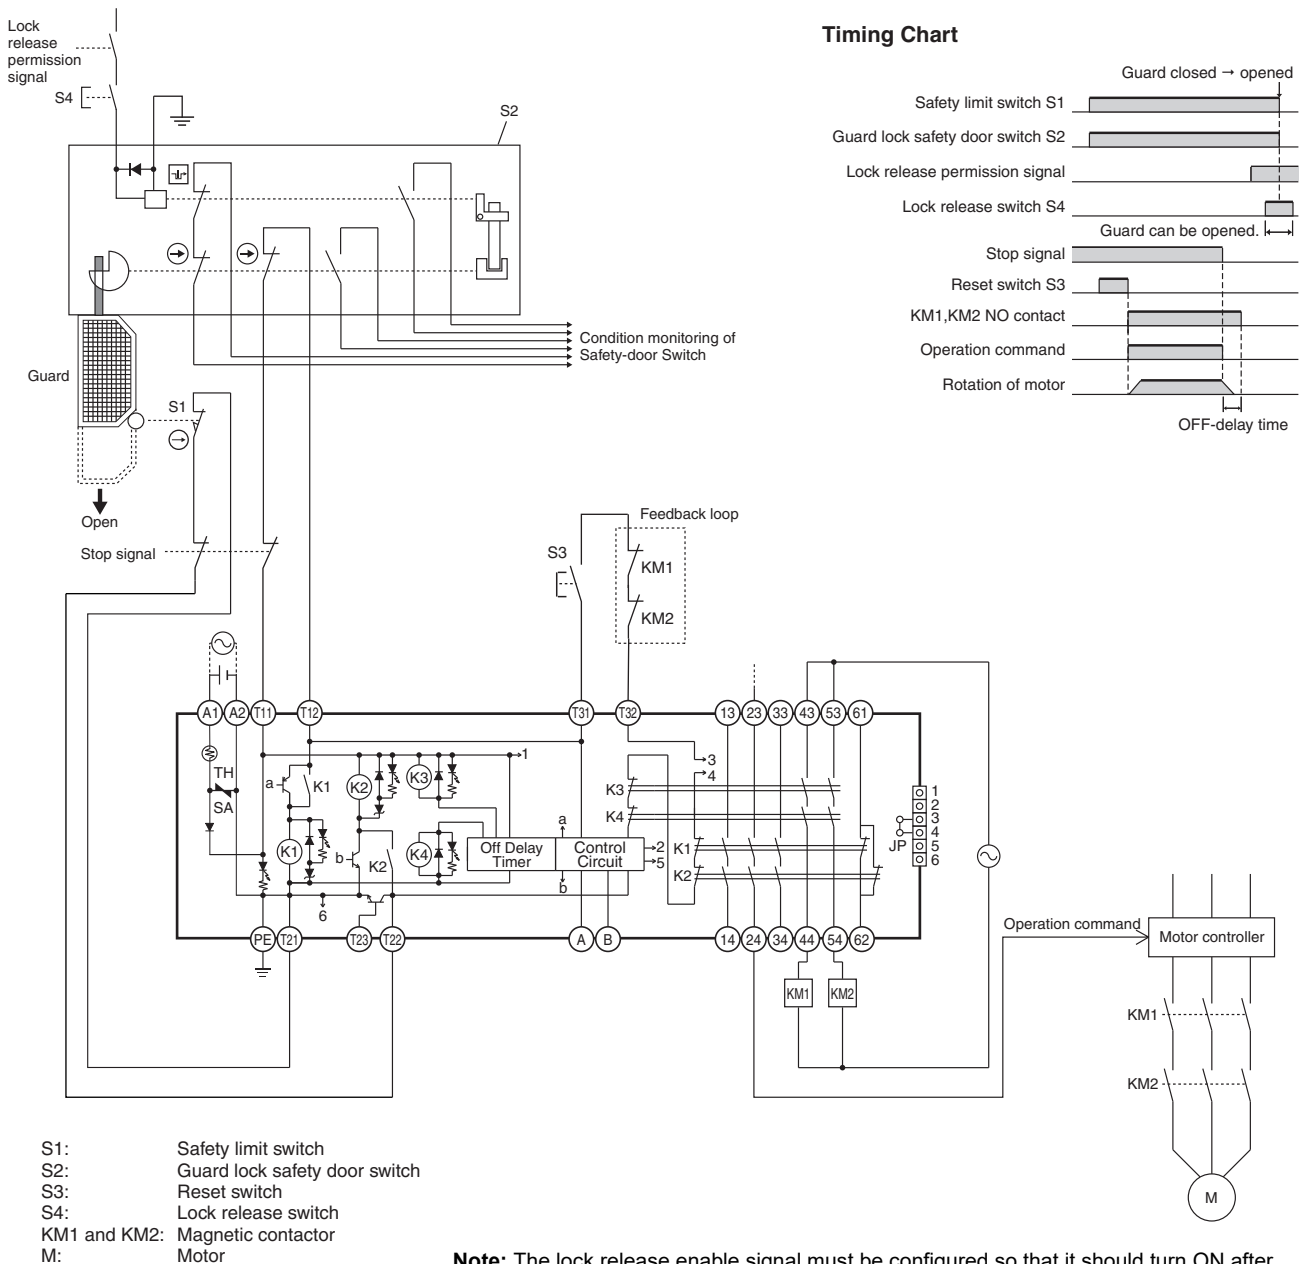 Lock
release
permission
signal
S4
S2
Guard
S1
Open
Stop signal
Condition monitoring of
Safety-door Switch
Timing Chart
Guard closed → opened
Safety limit switch S1
Guard lock safety door switch S2
Lock release permission signal
Lock release switch S4
Guard can be opened.
Stop signal
Reset switch S3
KM1,KM2 NO contact
Operation command
Rotation of motor
OFF-delay time
Feedback loop
S3
KM1
KM2
A1 A2 T11 T12 T31 T32 13 23 33 43 53 61
TH
SA
a
K1
K1
K2
b
K2
K3
K4
1
6
Off Delay
Timer
a
Control
Circuit
b
2
5
3
4
K3
K4
K1
K2
JP
1
2
3
4
5
6
PE T21 T23 T22 A B 14 24 34 44 54 62
KM1 KM2
Operation command
Motor controller
KM1
KM2
M
S1: Safety limit switch
S2: Guard lock safety door switch
S3: Reset switch
S4: Lock release switch
KM1 and KM2: Magnetic contactor
M: Motor
Note: The lock release enable signal must be configured so that it should turn ON after